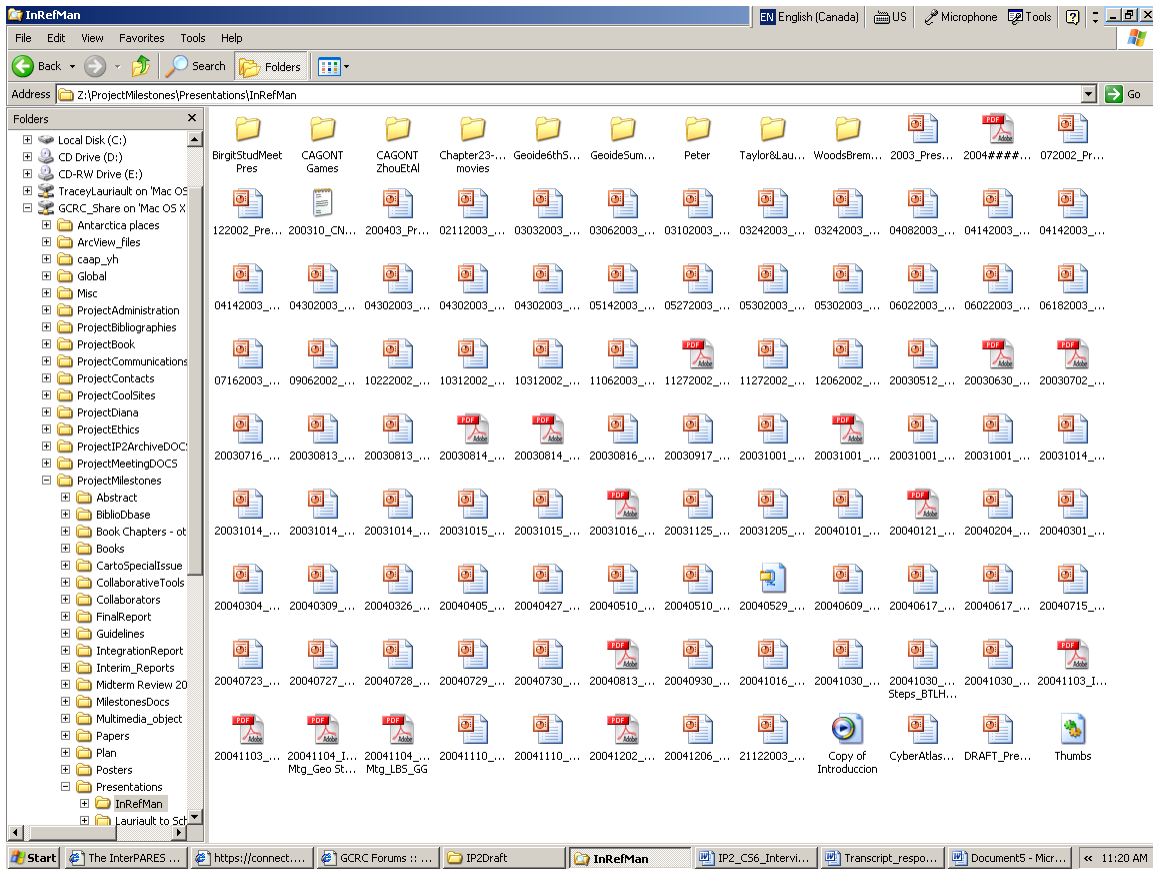 InRefMan
EN English (Canada) US Microphone Tools
File Edit View Favorites Tools Help
Back Search Folders
Address Z:\ProjectMilestones\Presentations\InRefMan Go
Folders
Local Disk (C:)
CD Drive (D:)
CD-RW Drive (E:)
TraceyLauriault on 'Mac OS
GCRC_Share on 'Mac OS X
Antarctica places
ArcView_files
caap_yh
Global
Misc
ProjectAdministration
ProjectBibliographies
ProjectBook
ProjectCommunications
ProjectContacts
ProjectCoolSites
ProjectDiana
ProjectEthics
ProjectIP2ArchiveDOC
ProjectMeetingDOCS
ProjectMilestones
Abstract
BiblioDbase
Book Chapters - ot
Books
CartoSpecialIssue
CollaborativeTools
Collaborators
FinalReport
Guidelines
IntegrationReport
Interim_Reports
Midterm Review 20
MilestonesDocs
Multimedia_object
Papers
Plan
Posters
Presentations
InRefMan
Lauriault to Sch
BirgitStudMeet CAGONT CAGONT Chapter23-... Geoide6thS... GeoideSum... Peter Taylor&Lau... WoodsBrem... 2003_Pres... 2004####... 072002_Pr...
Pres Games ZhouEtAl movies
122002_Pre... 200310_CN... 200403_Pr... 02112003_... 03032003_... 03062003_... 03102003_... 03242003_... 03242003_... 04082003_... 04142003_... 04142003_...
04142003_... 04302003_... 04302003_... 04302003_... 04302003_... 05142003_... 05272003_... 05302003_... 05302003_... 06022003_... 06022003_... 06182003_...
07162003_... 09062002_... 10222002_... 10312002_... 10312002_... 11062003_... 11272002_... 11272002_... 12062002_... 20030512_... 20030630_... 20030702_...
20030716_... 20030813_... 20030813_... 20030814_... 20030814_... 20030816_... 20030917_... 20031001_... 20031001_... 20031001_... 20031001_... 20031014_...
20031014_... 20031014_... 20031014_... 20031015_... 20031015_... 20031016_... 20031125_... 20031205_... 20040101_... 20040121_... 20040204_... 20040301_...
20040304_... 20040309_... 20040326_... 20040405_... 20040427_... 20040510_... 20040510_... 20040529_... 20040609_... 20040617_... 20040617_... 20040715_...
20040723_... 20040727_... 20040728_... 20040729_... 20040730_... 20040813_... 20040930_... 20041016_... 20041030_... 20041030_... 20041030_... 20041103_I...
Steps_BTLH...
20041103_... 20041104_I... 20041104_... 20041110_... 20041110_... 20041202_... 20041206_... 21122003_... Copy of CyberAtlas... DRAFT_Pre... Thumbs
Mtg_Geo St... Mtg_LBS_GG Introduccion
Start The InterPARES ... https://connect.... GCRC Forums :: ... IP2Draft InRefMan IP2_CS6_Intervi... Transcript_respo... Document5 - Micr... « 11:20 AM